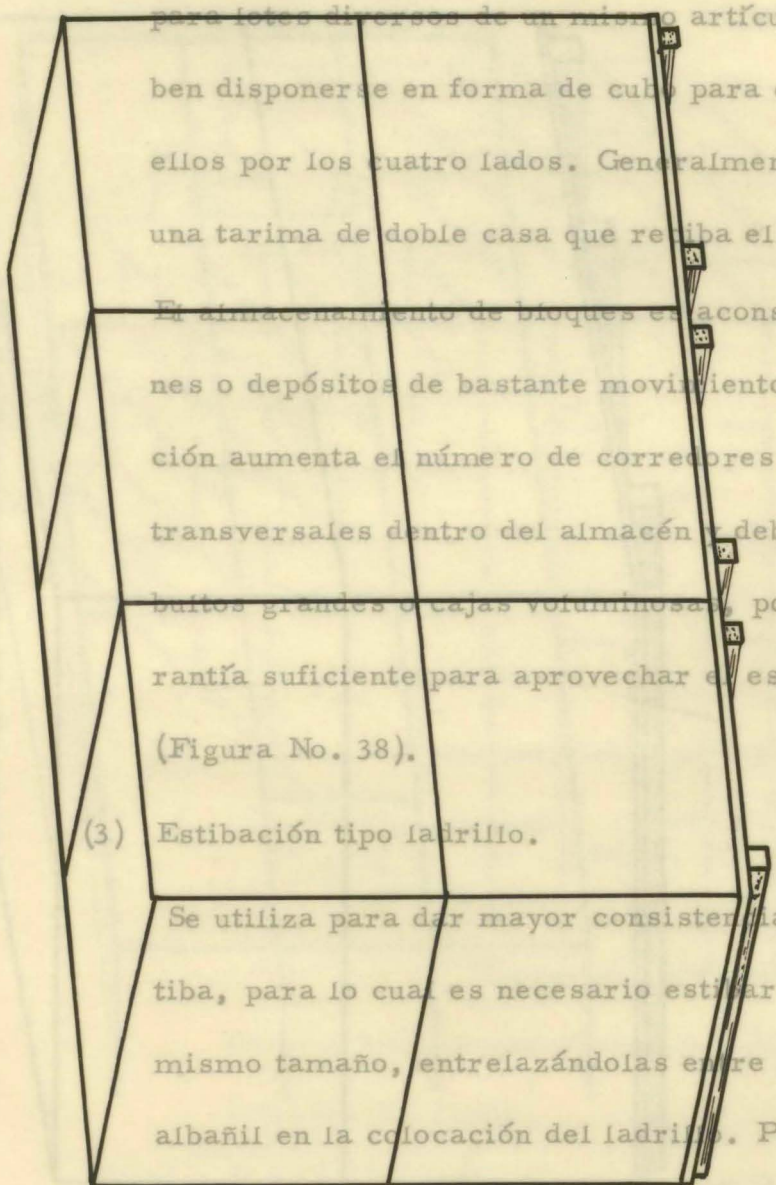 para lotes diversos de un mismo artícu
ben disponerse en forma de cubo para
ellos por los cuatro lados. Generalmen
una tarima de doble casa que reciba el
El almacenamiento de bloques es acons
nes o depósitos de bastante movimiento
ción aumenta el número de corredores
transversales dentro del almacén y deb
bultos grandes o cajas voluminosas, po
rantía suficiente para aprovechar el es
(Figura No. 38).
(3) Estibación tipo ladrillo.
Se utiliza para dar mayor consistencia
tiba, para lo cual es necesario estibar
mismo tamaño, entrelazándolas entre
albañil en la colocación del ladrillo. P